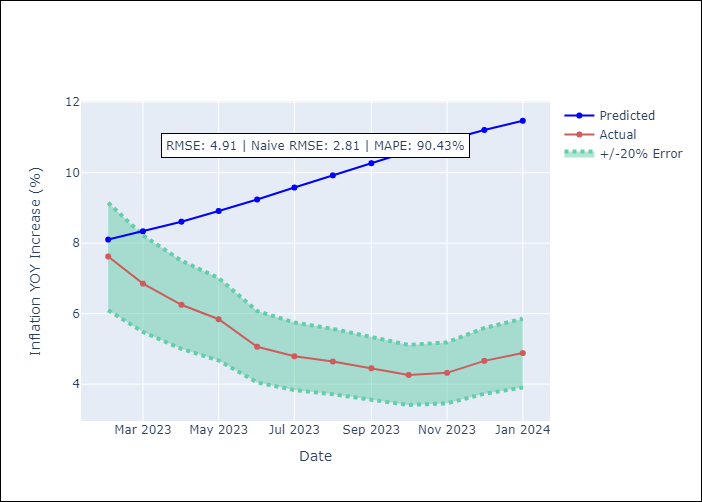 12
10
8
6
4
Inflation YOY Increase (%)
RMSE: 4.91 | Naive RMSE: 2.81 | MAPE: 90.43%
Predicted
Actual
+/-20% Error
Mar 2023 May 2023 Jul 2023 Sep 2023 Nov 2023 Jan 2024
Date